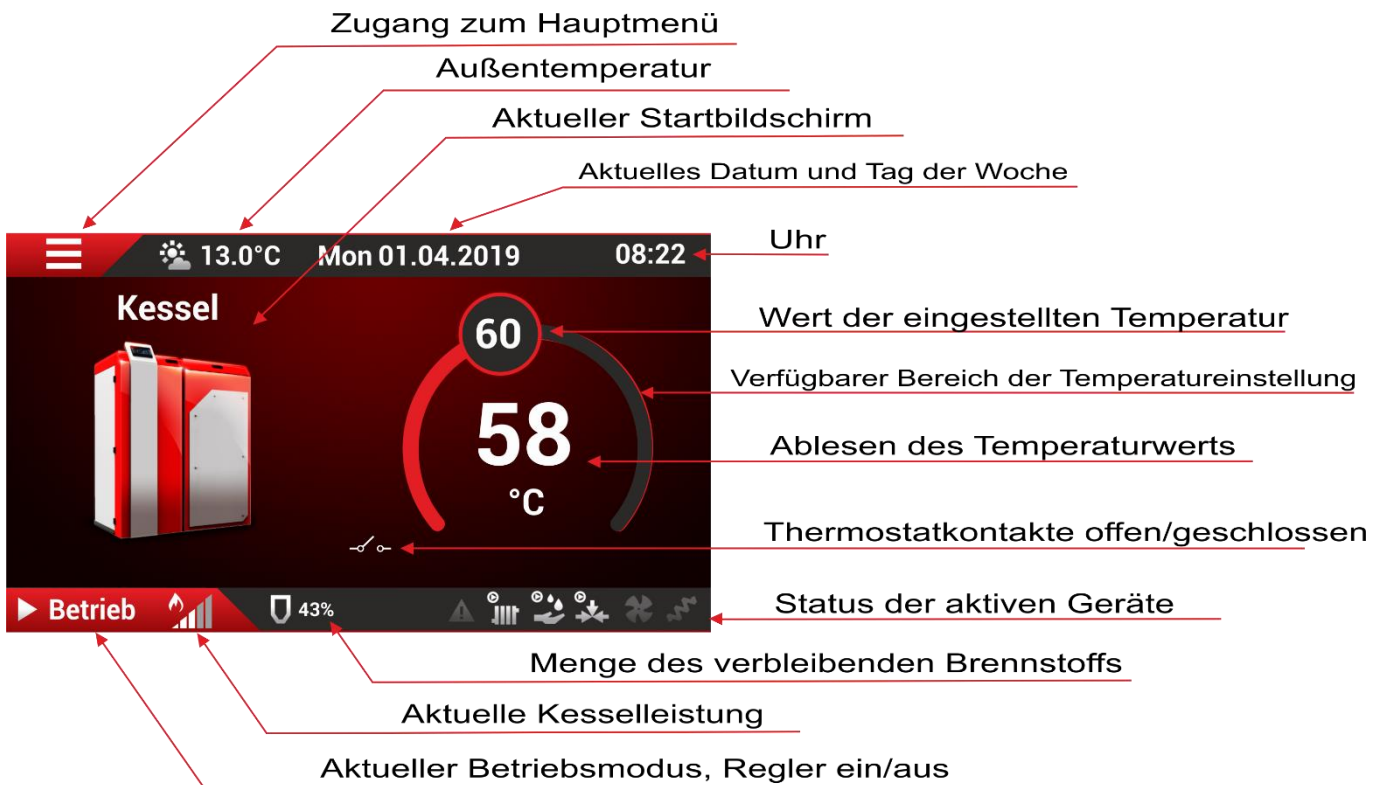 Zugang zum Hauptmenü
Außentemperatur
Aktueller Startbildschirm
Aktuelles Datum und Tag der Woche
Uhr
13.0°C Mon 01.04.2019 08:22
Kessel
60
Wert der eingestellten Temperatur
Verfügbarer Bereich der Temperatureinstellung
58
Ablesen des Temperaturwerts
°C
Thermostatkontakte offen/geschlossen
Betrieb 43%
Status der aktiven Geräte
Menge des verbleibenden Brennstoffs
Aktuelle Kesselleistung
Aktueller Betriebsmodus, Regler ein/aus